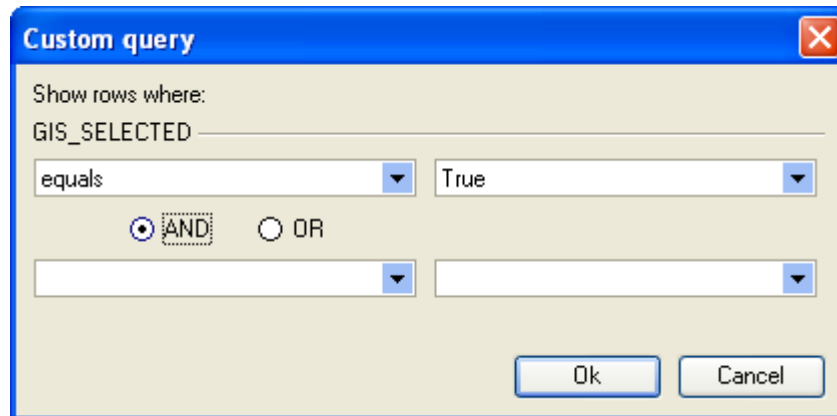 Custom query
Show rows where:
GIS_SELECTED
equals True
AND OR
Ok Cancel